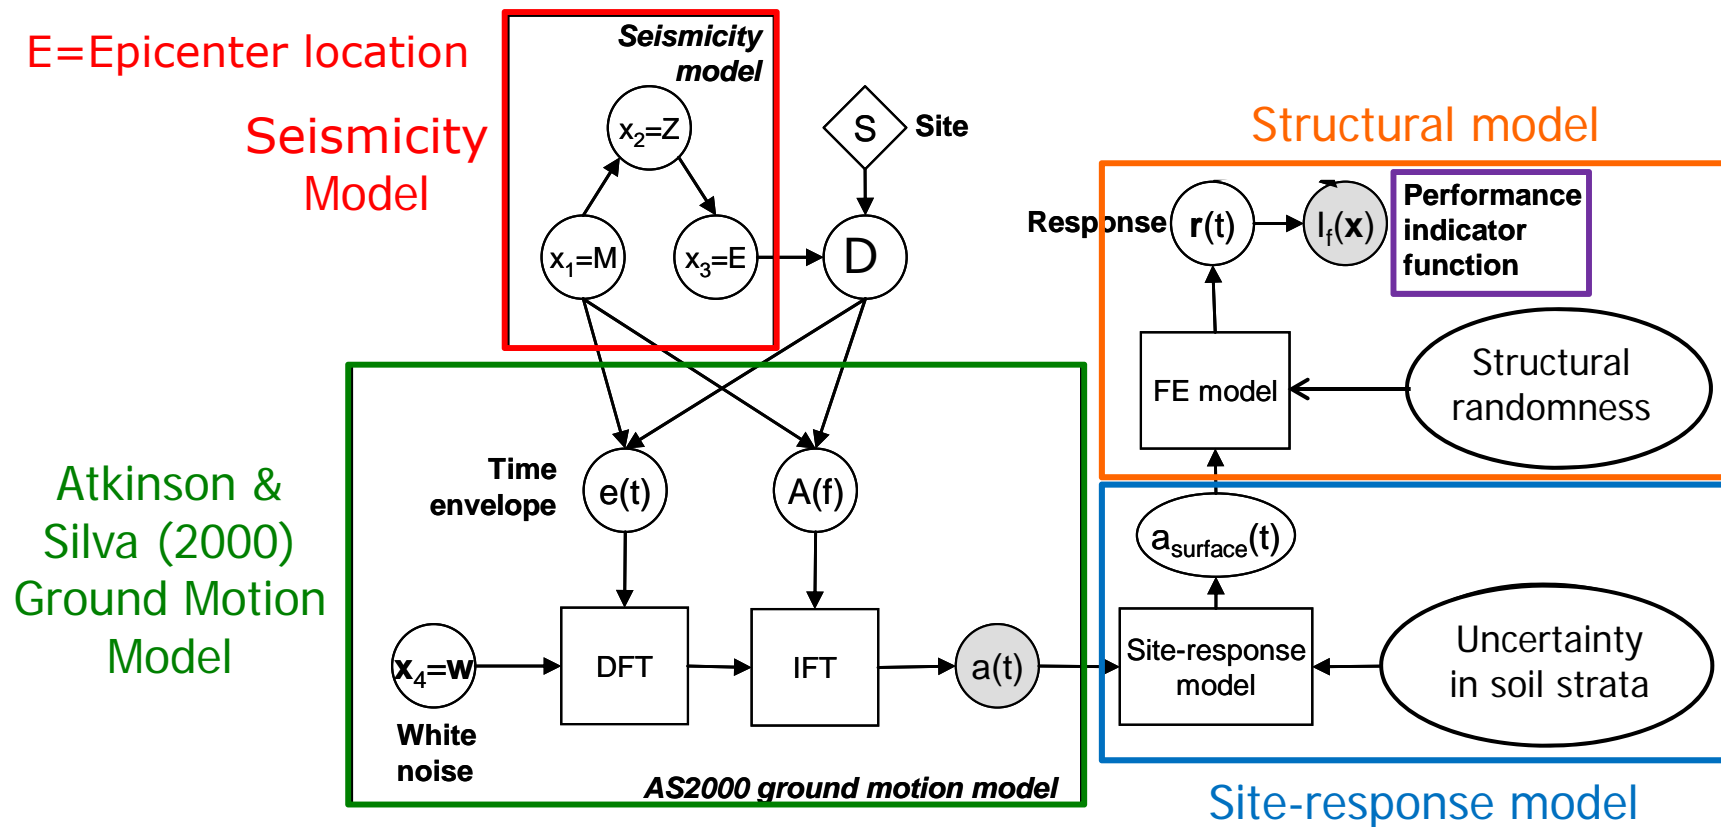 E=Epicenter location
Seismicity
Model
Seismicity
model
x₂=Z
x₁=M
x₃=E
S
Site
D
Structural model
Response
r(t)
I_f(x)
Performance
indicator
function
FE model
Structural
randomness
Atkinson &
Silva (2000)
Ground Motion
Model
Time
envelope
e(t)
A(f)
x₄=w
DFT
IFT
a(t)
White
noise
AS2000 ground motion model
a_surface(t)
Site-response
model
Uncertainty
in soil strata
Site-response model